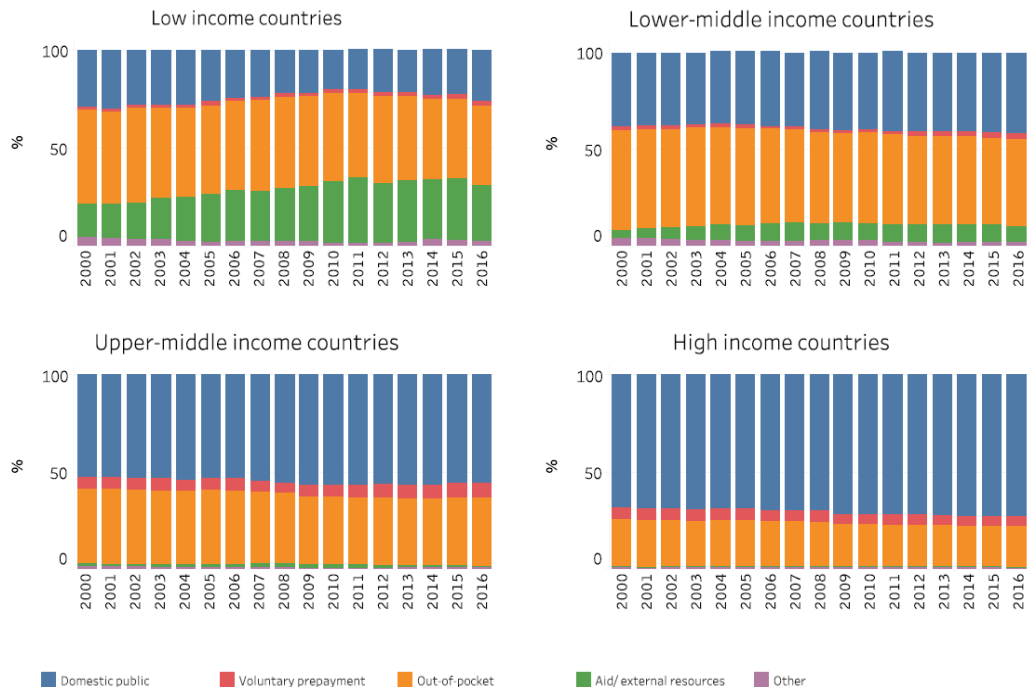 Low income countries
100
50
0
%
2000 2001 2002 2003 2004 2005 2006 2007 2008 2009 2010 2011 2012 2013 2014 2015 2016
Lower-middle income countries
100
50
0
%
2000 2001 2002 2003 2004 2005 2006 2007 2008 2009 2010 2011 2012 2013 2014 2015 2016
Upper-middle income countries
100
50
0
%
2000 2001 2002 2003 2004 2005 2006 2007 2008 2009 2010 2011 2012 2013 2014 2015 2016
High income countries
100
50
0
%
2000 2001 2002 2003 2004 2005 2006 2007 2008 2009 2010 2011 2012 2013 2014 2015 2016
Domestic public Voluntary prepayment Out-of-pocket Aid/ external resources Other